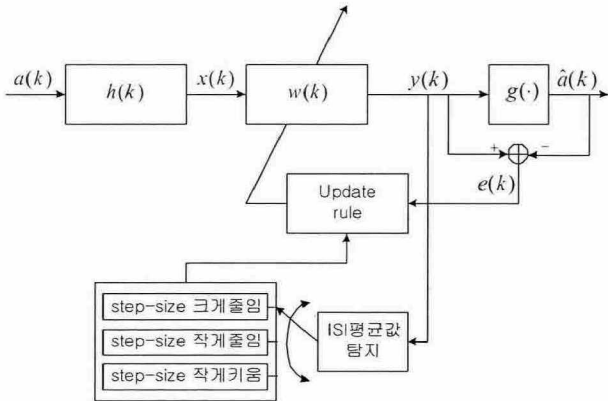 a(k)
h(k)
x(k)
w(k)
y(k)
g(·)
â(k)
+
−
e(k)
Update
rule
step-size 크게줄임
step-size 작게줄임
step-size 작게키움
ISI평균값
탐지